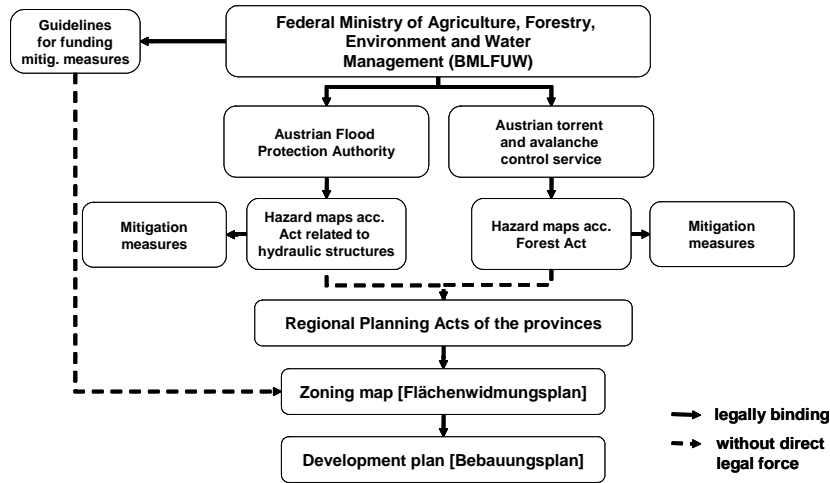 Guidelines
for funding
mitig. measures
Federal Ministry of Agriculture, Forestry,
Environment and Water
Management (BMLFUW)
Austrian Flood
Protection Authority
Austrian torrent
and avalanche
control service
Mitigation
measures
Hazard maps acc.
Act related to
hydraulic structures
Hazard maps acc.
Forest Act
Mitigation
measures
Regional Planning Acts of the provinces
Zoning map [Flächenwidmungsplan]
Development plan [Bebauungsplan]
legally binding
without direct
legal force